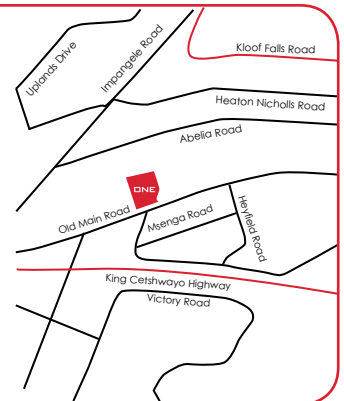 Kloof Falls Road
Uplands Drive
Impangele Road
Heaton Nicholls Road
Abelia Road
ONE
Old Main Road
Msenga Road
Heyfield Road
King Cetshwayo Highway
Victory Road